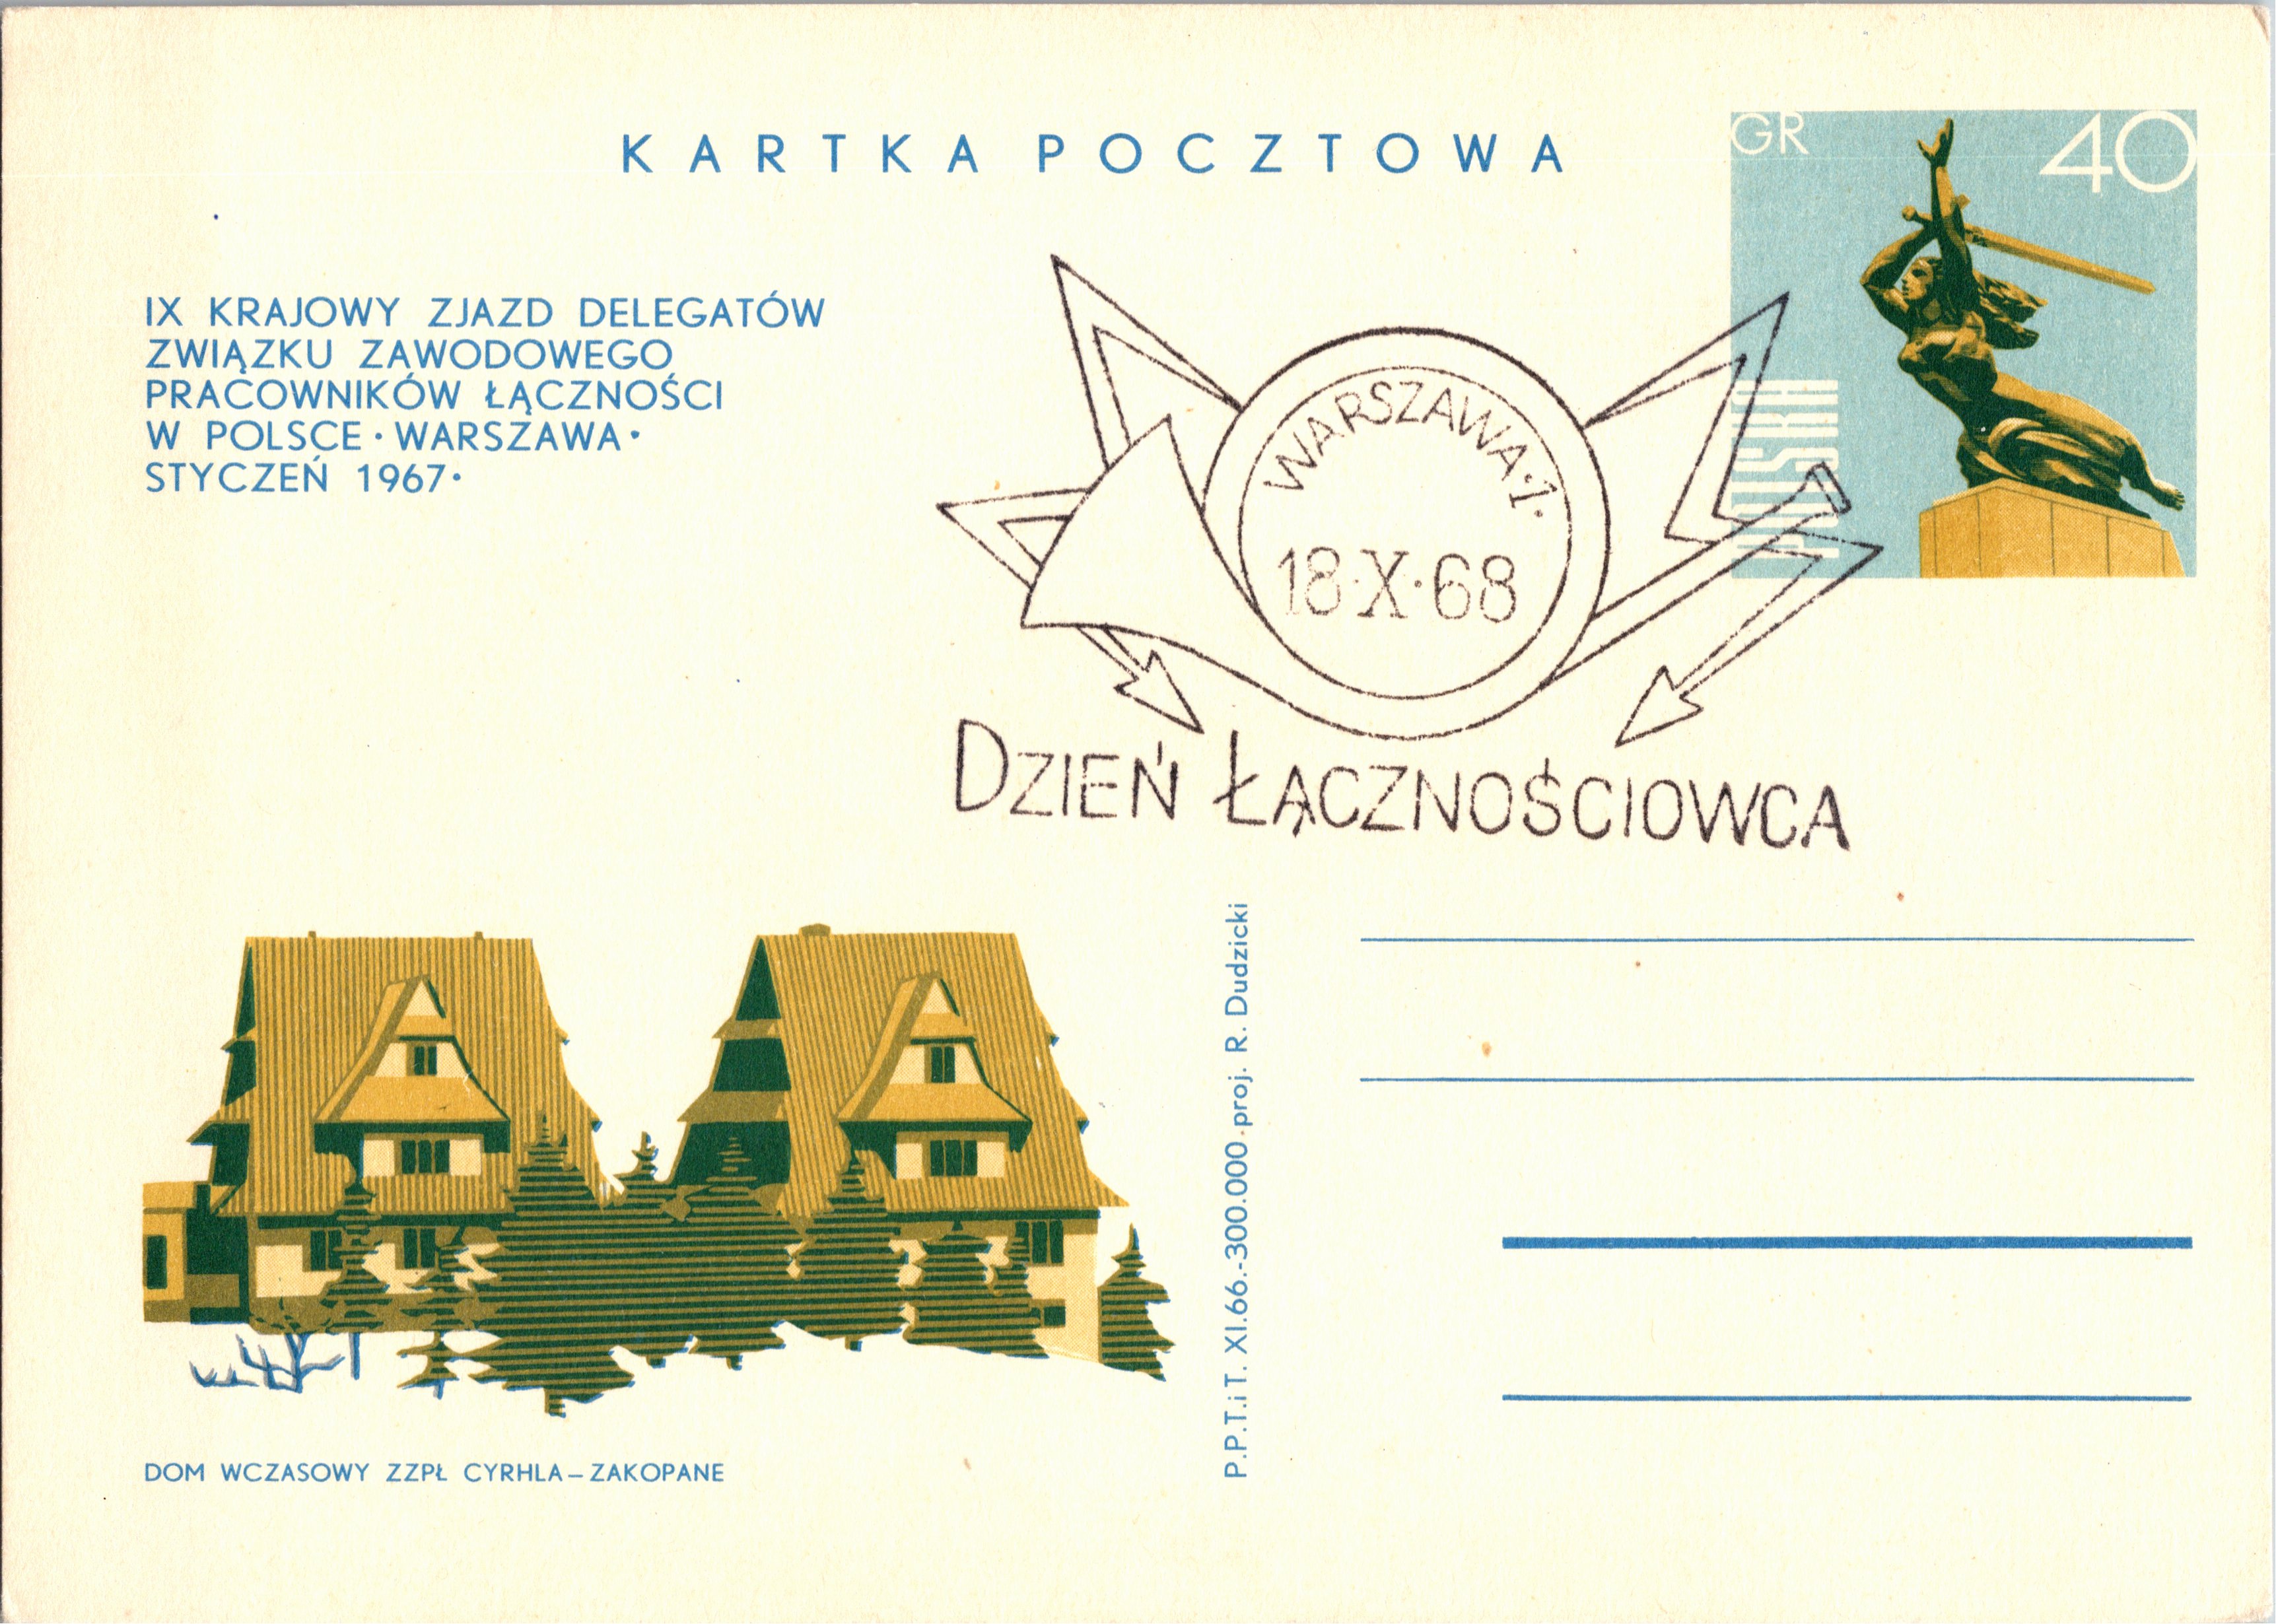 KARTKA POCZTOWA
GR 40
POLSKA
IX KRAJOWY ZJAZD DELEGATÓW
ZWIĄZKU ZAWODOWEGO
PRACOWNIKÓW ŁĄCZNOŚCI
W POLSCE · WARSZAWA ·
STYCZEŃ 1967 ·
WARSZAWA·1·
18·X·68
DZIEŃ ŁĄCZNOŚCIOWCA
P.P.T.iT. XI.66.-300.000·proj. R. Dudzicki
DOM WCZASOWY ZZPŁ CYRHLA – ZAKOPANE